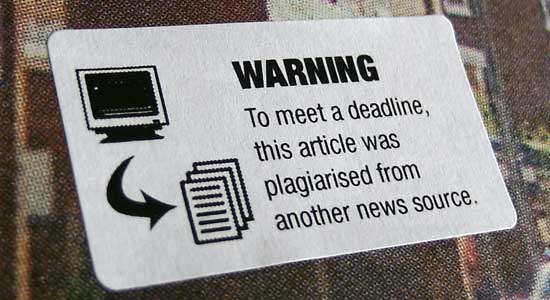 WARNING
To meet a deadline,
this article was
plagiarised from
another news source.